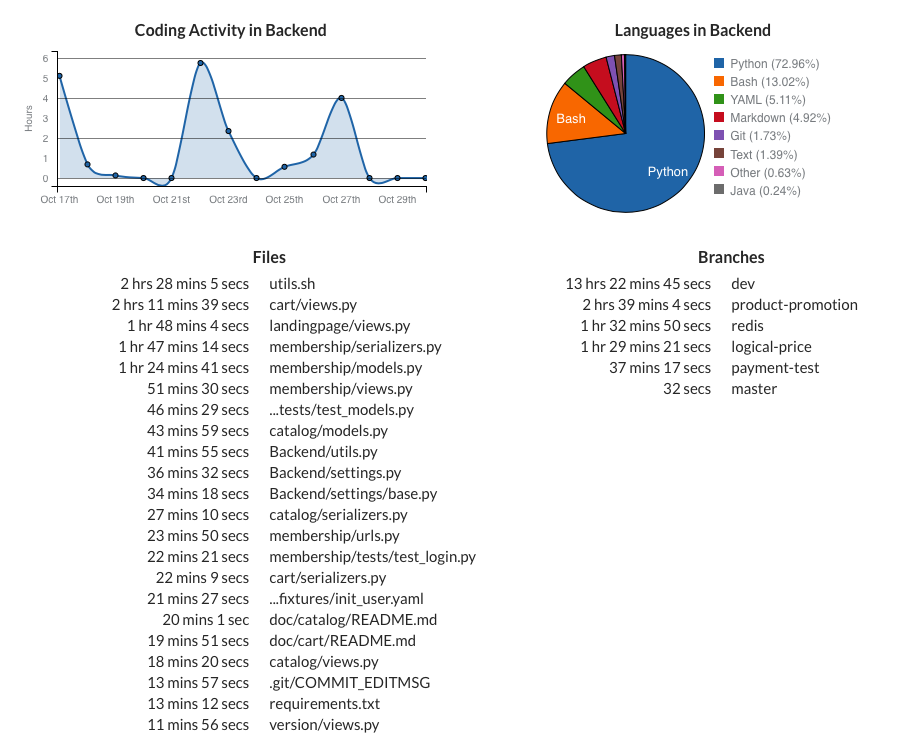 Coding Activity in Backend
Hours
6
5
4
3
2
1
0
Oct 17th Oct 19th Oct 21st Oct 23rd Oct 25th Oct 27th Oct 29th
Languages in Backend
Bash
Python
Python (72.96%)
Bash (13.02%)
YAML (5.11%)
Markdown (4.92%)
Git (1.73%)
Text (1.39%)
Other (0.63%)
Java (0.24%)
Files
2 hrs 28 mins 5 secs utils.sh
2 hrs 11 mins 39 secs cart/views.py
1 hr 48 mins 4 secs landingpage/views.py
1 hr 47 mins 14 secs membership/serializers.py
1 hr 24 mins 41 secs membership/models.py
51 mins 30 secs membership/views.py
46 mins 29 secs ...tests/test_models.py
43 mins 59 secs catalog/models.py
41 mins 55 secs Backend/utils.py
36 mins 32 secs Backend/settings.py
34 mins 18 secs Backend/settings/base.py
27 mins 10 secs catalog/serializers.py
23 mins 50 secs membership/urls.py
22 mins 21 secs membership/tests/test_login.py
22 mins 9 secs cart/serializers.py
21 mins 27 secs ...fixtures/init_user.yaml
20 mins 1 sec doc/catalog/README.md
19 mins 51 secs doc/cart/README.md
18 mins 20 secs catalog/views.py
13 mins 57 secs .git/COMMIT_EDITMSG
13 mins 12 secs requirements.txt
11 mins 56 secs version/views.py
Branches
13 hrs 22 mins 45 secs dev
2 hrs 39 mins 4 secs product-promotion
1 hr 32 mins 50 secs redis
1 hr 29 mins 21 secs logical-price
37 mins 17 secs payment-test
32 secs master